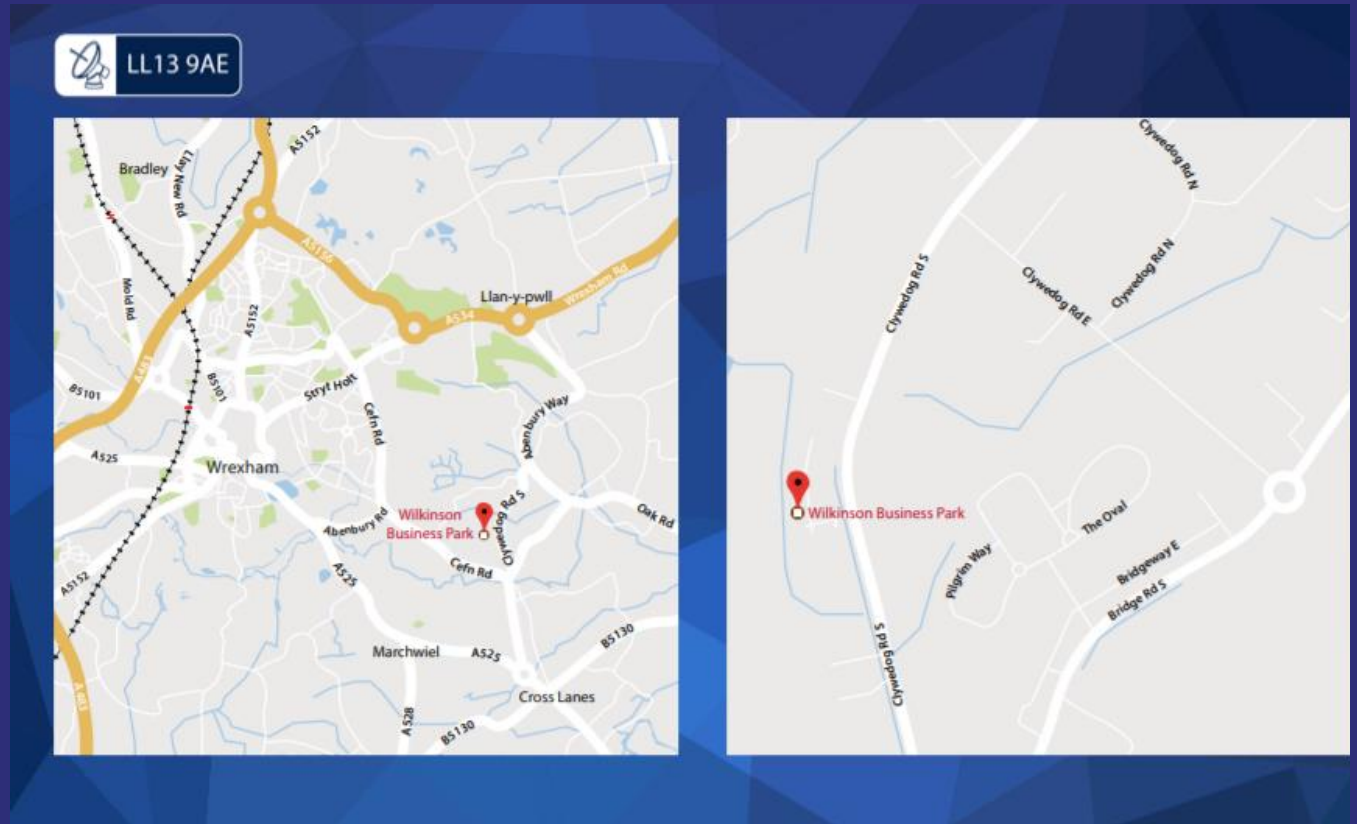 LL13 9AE
Bradley
Llay New Rd
A5152
Mold Rd
A5156
Llan-y-pwll
Wrexham Rd
A534
A5152
A483
B5101
B5101
Stryt Holt
Cefn Rd
Abenbury Way
A525
Wrexham
Abenbury Rd
Wilkinson
Business Park
Clywedog Rd S
Oak Rd
Cefn Rd
A5152
A525
Marchwiel
A525
B5130
Cross Lanes
A483
A528
B5130
Clywedog Rd N
Clywedog Rd S
Clywedog Rd E
Clywedog Rd N
Wilkinson Business Park
The Oval
Pilgrim Way
Bridgeway E
Bridge Rd S
Clywedog Rd S